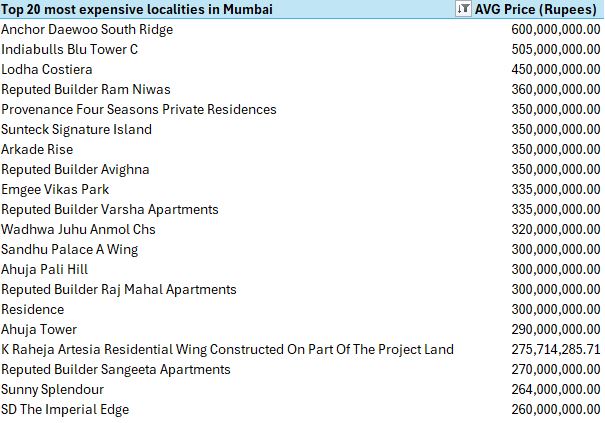 Top 20 most expensive localities in Mumbai AVG Price (Rupees)
Anchor Daewoo South Ridge 600,000,000.00
Indiabulls Blu Tower C 505,000,000.00
Lodha Costiera 450,000,000.00
Reputed Builder Ram Niwas 360,000,000.00
Provenance Four Seasons Private Residences 350,000,000.00
Sunteck Signature Island 350,000,000.00
Arkade Rise 350,000,000.00
Reputed Builder Avighna 350,000,000.00
Emgee Vikas Park 335,000,000.00
Reputed Builder Varsha Apartments 335,000,000.00
Wadhwa Juhu Anmol Chs 320,000,000.00
Sandhu Palace A Wing 300,000,000.00
Ahuja Pali Hill 300,000,000.00
Reputed Builder Raj Mahal Apartments 300,000,000.00
Residence 300,000,000.00
Ahuja Tower 290,000,000.00
K Raheja Artesia Residential Wing Constructed On Part Of The Project Land 275,714,285.71
Reputed Builder Sangeeta Apartments 270,000,000.00
Sunny Splendour 264,000,000.00
SD The Imperial Edge 260,000,000.00